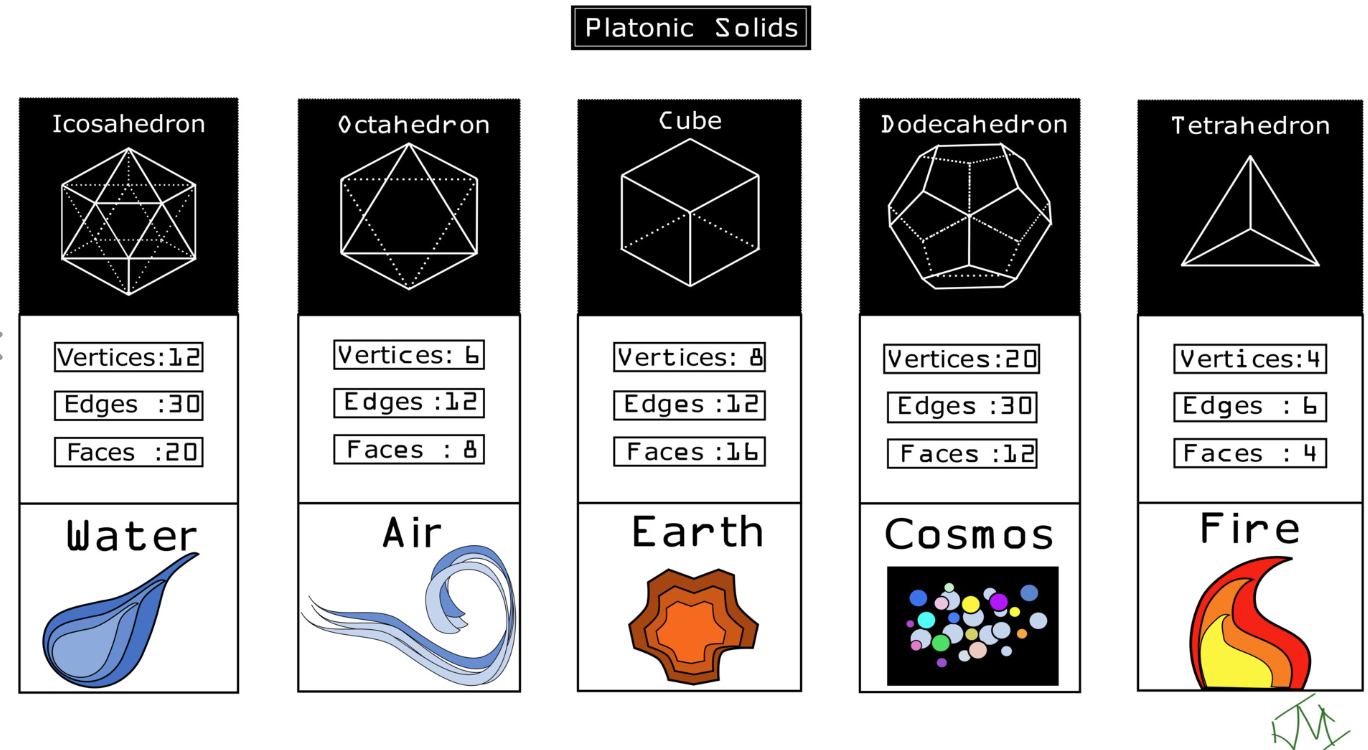 Platonic Solids
Icosahedron
Vertices:12
Edges :30
Faces :20
Water
Octahedron
Vertices: 6
Edges :12
Faces : 8
Air
Cube
Vertices: 8
Edges :12
Faces :16
Earth
Dodecahedron
Vertices:20
Edges :30
Faces :12
Cosmos
Tetrahedron
Vertices:4
Edges : 6
Faces : 4
Fire